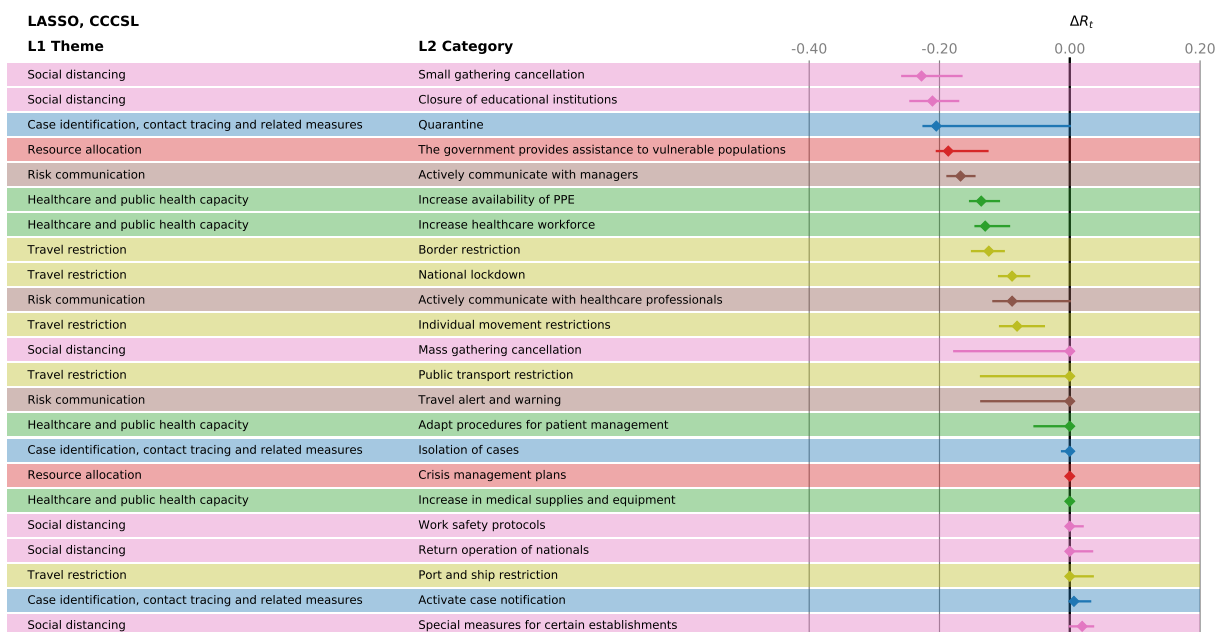 LASSO, CCCSL ΔRt
L1 Theme L2 Category -0.40 -0.20 0.00 0.20
Social distancing Small gathering cancellation
Social distancing Closure of educational institutions
Case identification, contact tracing and related measures Quarantine
Resource allocation The government provides assistance to vulnerable populations
Risk communication Actively communicate with managers
Healthcare and public health capacity Increase availability of PPE
Healthcare and public health capacity Increase healthcare workforce
Travel restriction Border restriction
Travel restriction National lockdown
Risk communication Actively communicate with healthcare professionals
Travel restriction Individual movement restrictions
Social distancing Mass gathering cancellation
Travel restriction Public transport restriction
Risk communication Travel alert and warning
Healthcare and public health capacity Adapt procedures for patient management
Case identification, contact tracing and related measures Isolation of cases
Resource allocation Crisis management plans
Healthcare and public health capacity Increase in medical supplies and equipment
Social distancing Work safety protocols
Social distancing Return operation of nationals
Travel restriction Port and ship restriction
Case identification, contact tracing and related measures Activate case notification
Social distancing Special measures for certain establishments